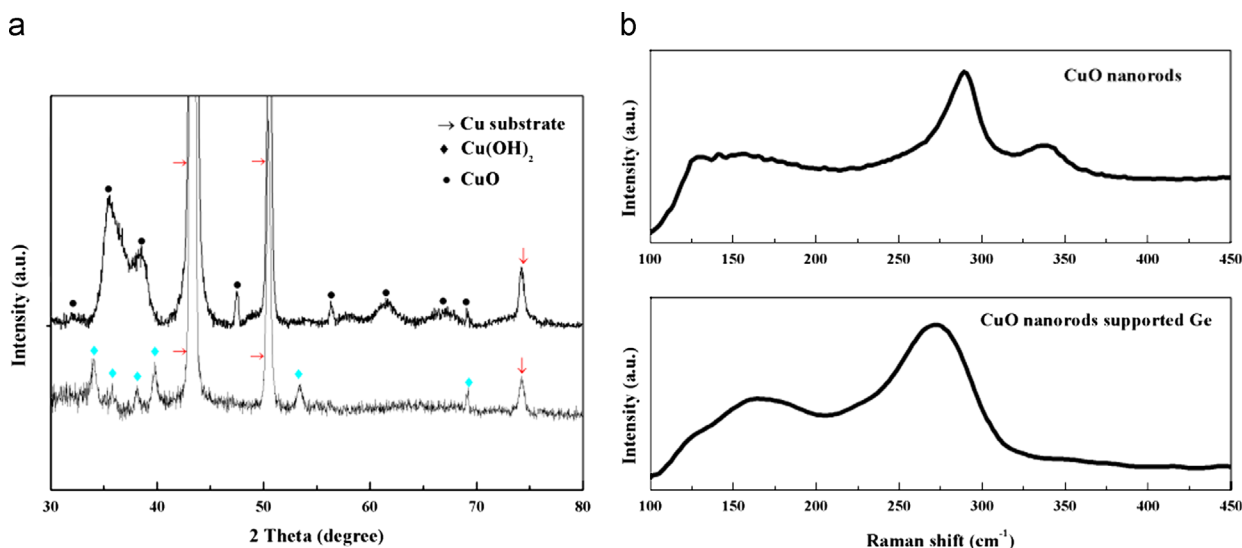 a
→ Cu substrate
♦ Cu(OH)2
● CuO
Intensity (a.u.)
30 40 50 60 70 80
2 Theta (degree)
b
CuO nanorods
Intensity (a.u.)
100 150 200 250 300 350 400 450
CuO nanorods supported Ge
Intensity (a.u.)
100 150 200 250 300 350 400 450
Raman shift (cm-1)